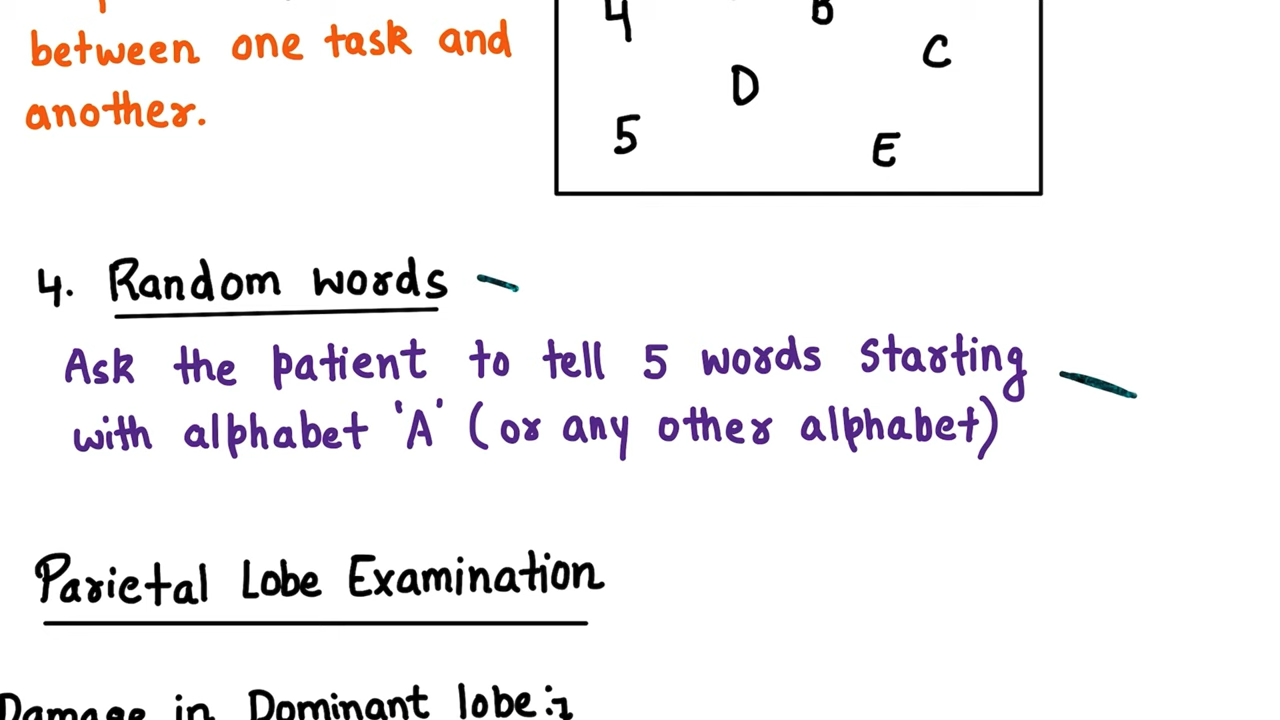 between one task and
another.
4
B
C
D
5
E
4. Random words
Ask the patient to tell 5 words starting
with alphabet 'A' (or any other alphabet)
Parietal Lobe Examination
Damage in Dominant lobe:-